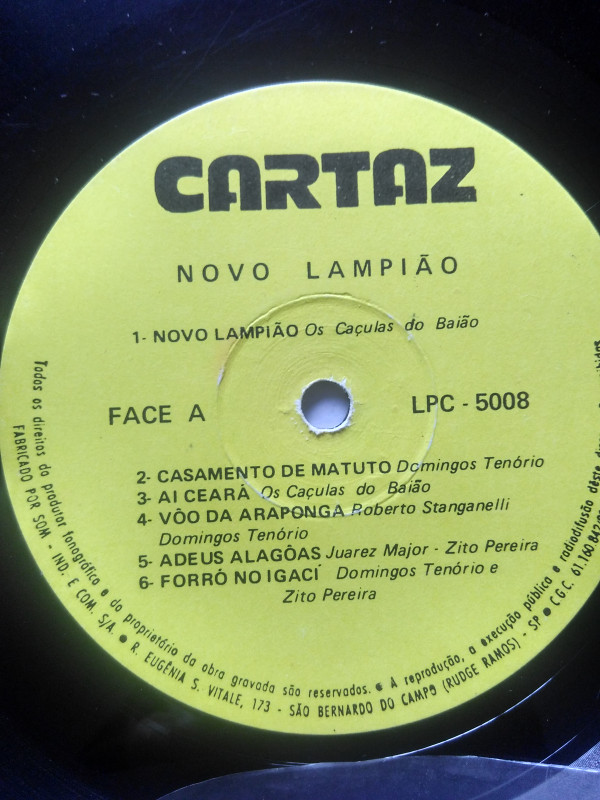 CARTAZ
NOVO LAMPIÃO
1- NOVO LAMPIÃO Os Caçulas do Baião
FACE A
LPC - 5008
2- CASAMENTO DE MATUTO Domingos Tenório
3- AI CEARÁ Os Caçulas do Baião
4- VÔO DA ARAPONGA Roberto Stanganelli
Domingos Tenório
5- ADEUS ALAGÔAS Juarez Major - Zito Pereira
6- FORRÓ NO IGACÍ Domingos Tenório e
Zito Pereira
Todos os direitos do produtor fonográfico e do proprietário da obra gravada são reservados. ● A reprodução, a execução pública e radiodifusão dêste
FABRICADO POR SOM - IND. E COM. S/A. ● R. EUGÊNIA S. VITALE, 173 - SÃO BERNARDO DO CAMPO (RUDGE RAMOS) - SP ● C.G.C. 61.160.842/